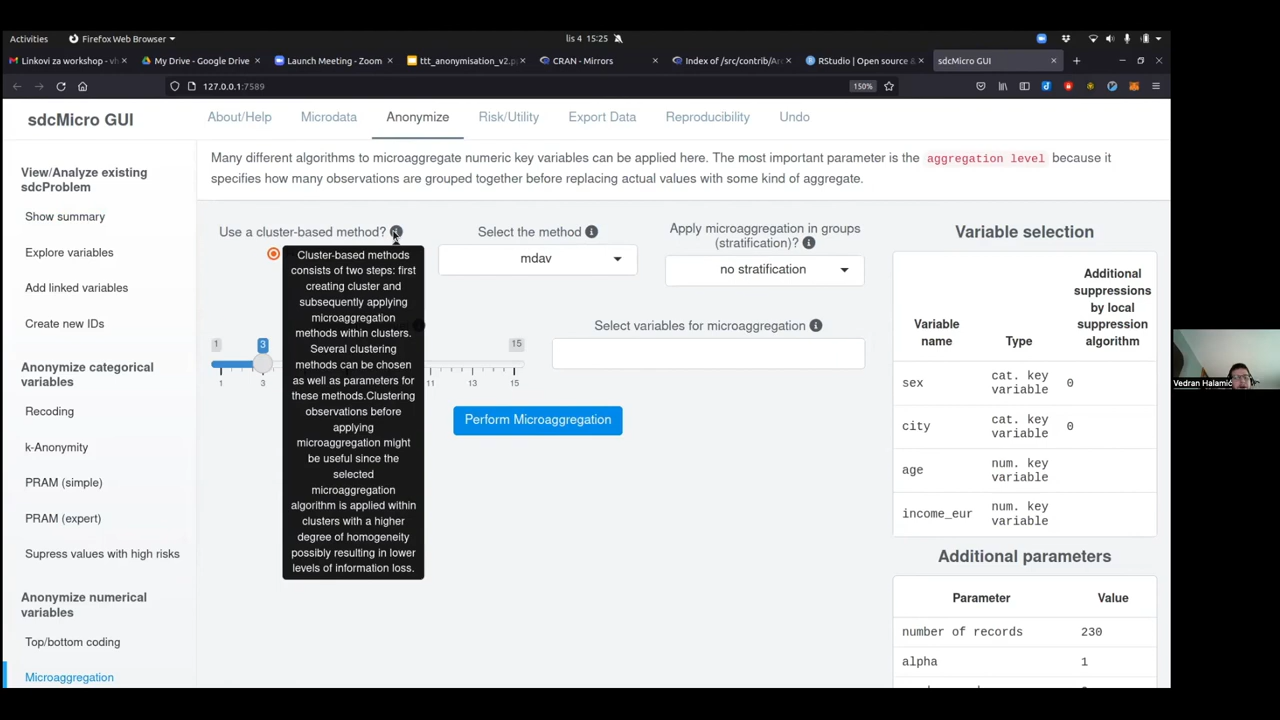 Activities
Firefox Web Browser
lis 4 15:25
Linkovi za workshop - vh
My Drive - Google Drive
Launch Meeting - Zoom
ttt_anonymisation_v2.p
CRAN - Mirrors
Index of /src/contrib/Ar
RStudio | Open source &
sdcMicro GUI
127.0.0.1:7589
150%
sdcMicro GUI
About/Help
Microdata
Anonymize
Risk/Utility
Export Data
Reproducibility
Undo
View/Analyze existing
sdcProblem
Show summary
Explore variables
Add linked variables
Create new IDs
Anonymize categorical
variables
Recoding
k-Anonymity
PRAM (simple)
PRAM (expert)
Supress values with high risks
Anonymize numerical
variables
Top/bottom coding
Microaggregation
Many different algorithms to microaggregate numeric key variables can be applied here. The most important parameter is the aggregation level because it
specifies how many observations are grouped together before replacing actual values with some kind of aggregate.
Use a cluster-based method?
Cluster-based methods
consists of two steps: first
creating cluster and
subsequently applying
microaggregation
methods within clusters.
Several clustering
methods can be chosen
as well as parameters for
these methods.Clustering
observations before
applying
microaggregation might
be useful since the
selected
microaggregation
algorithm is applied within
clusters with a higher
degree of homogeneity
possibly resulting in lower
levels of information loss.
Select the method
mdav
Apply microaggregation in groups
(stratification)?
no stratification
1
3
15
1
3
11
13
15
Select variables for microaggregation
Perform Microaggregation
Variable selection
Variable
name
Type
Additional
suppressions
by local
suppression
algorithm
sex
cat. key
variable
0
city
cat. key
variable
0
age
num. key
variable
income_eur
num. key
variable
Additional parameters
Parameter
Value
number of records
230
alpha
1
Vedran Halamić